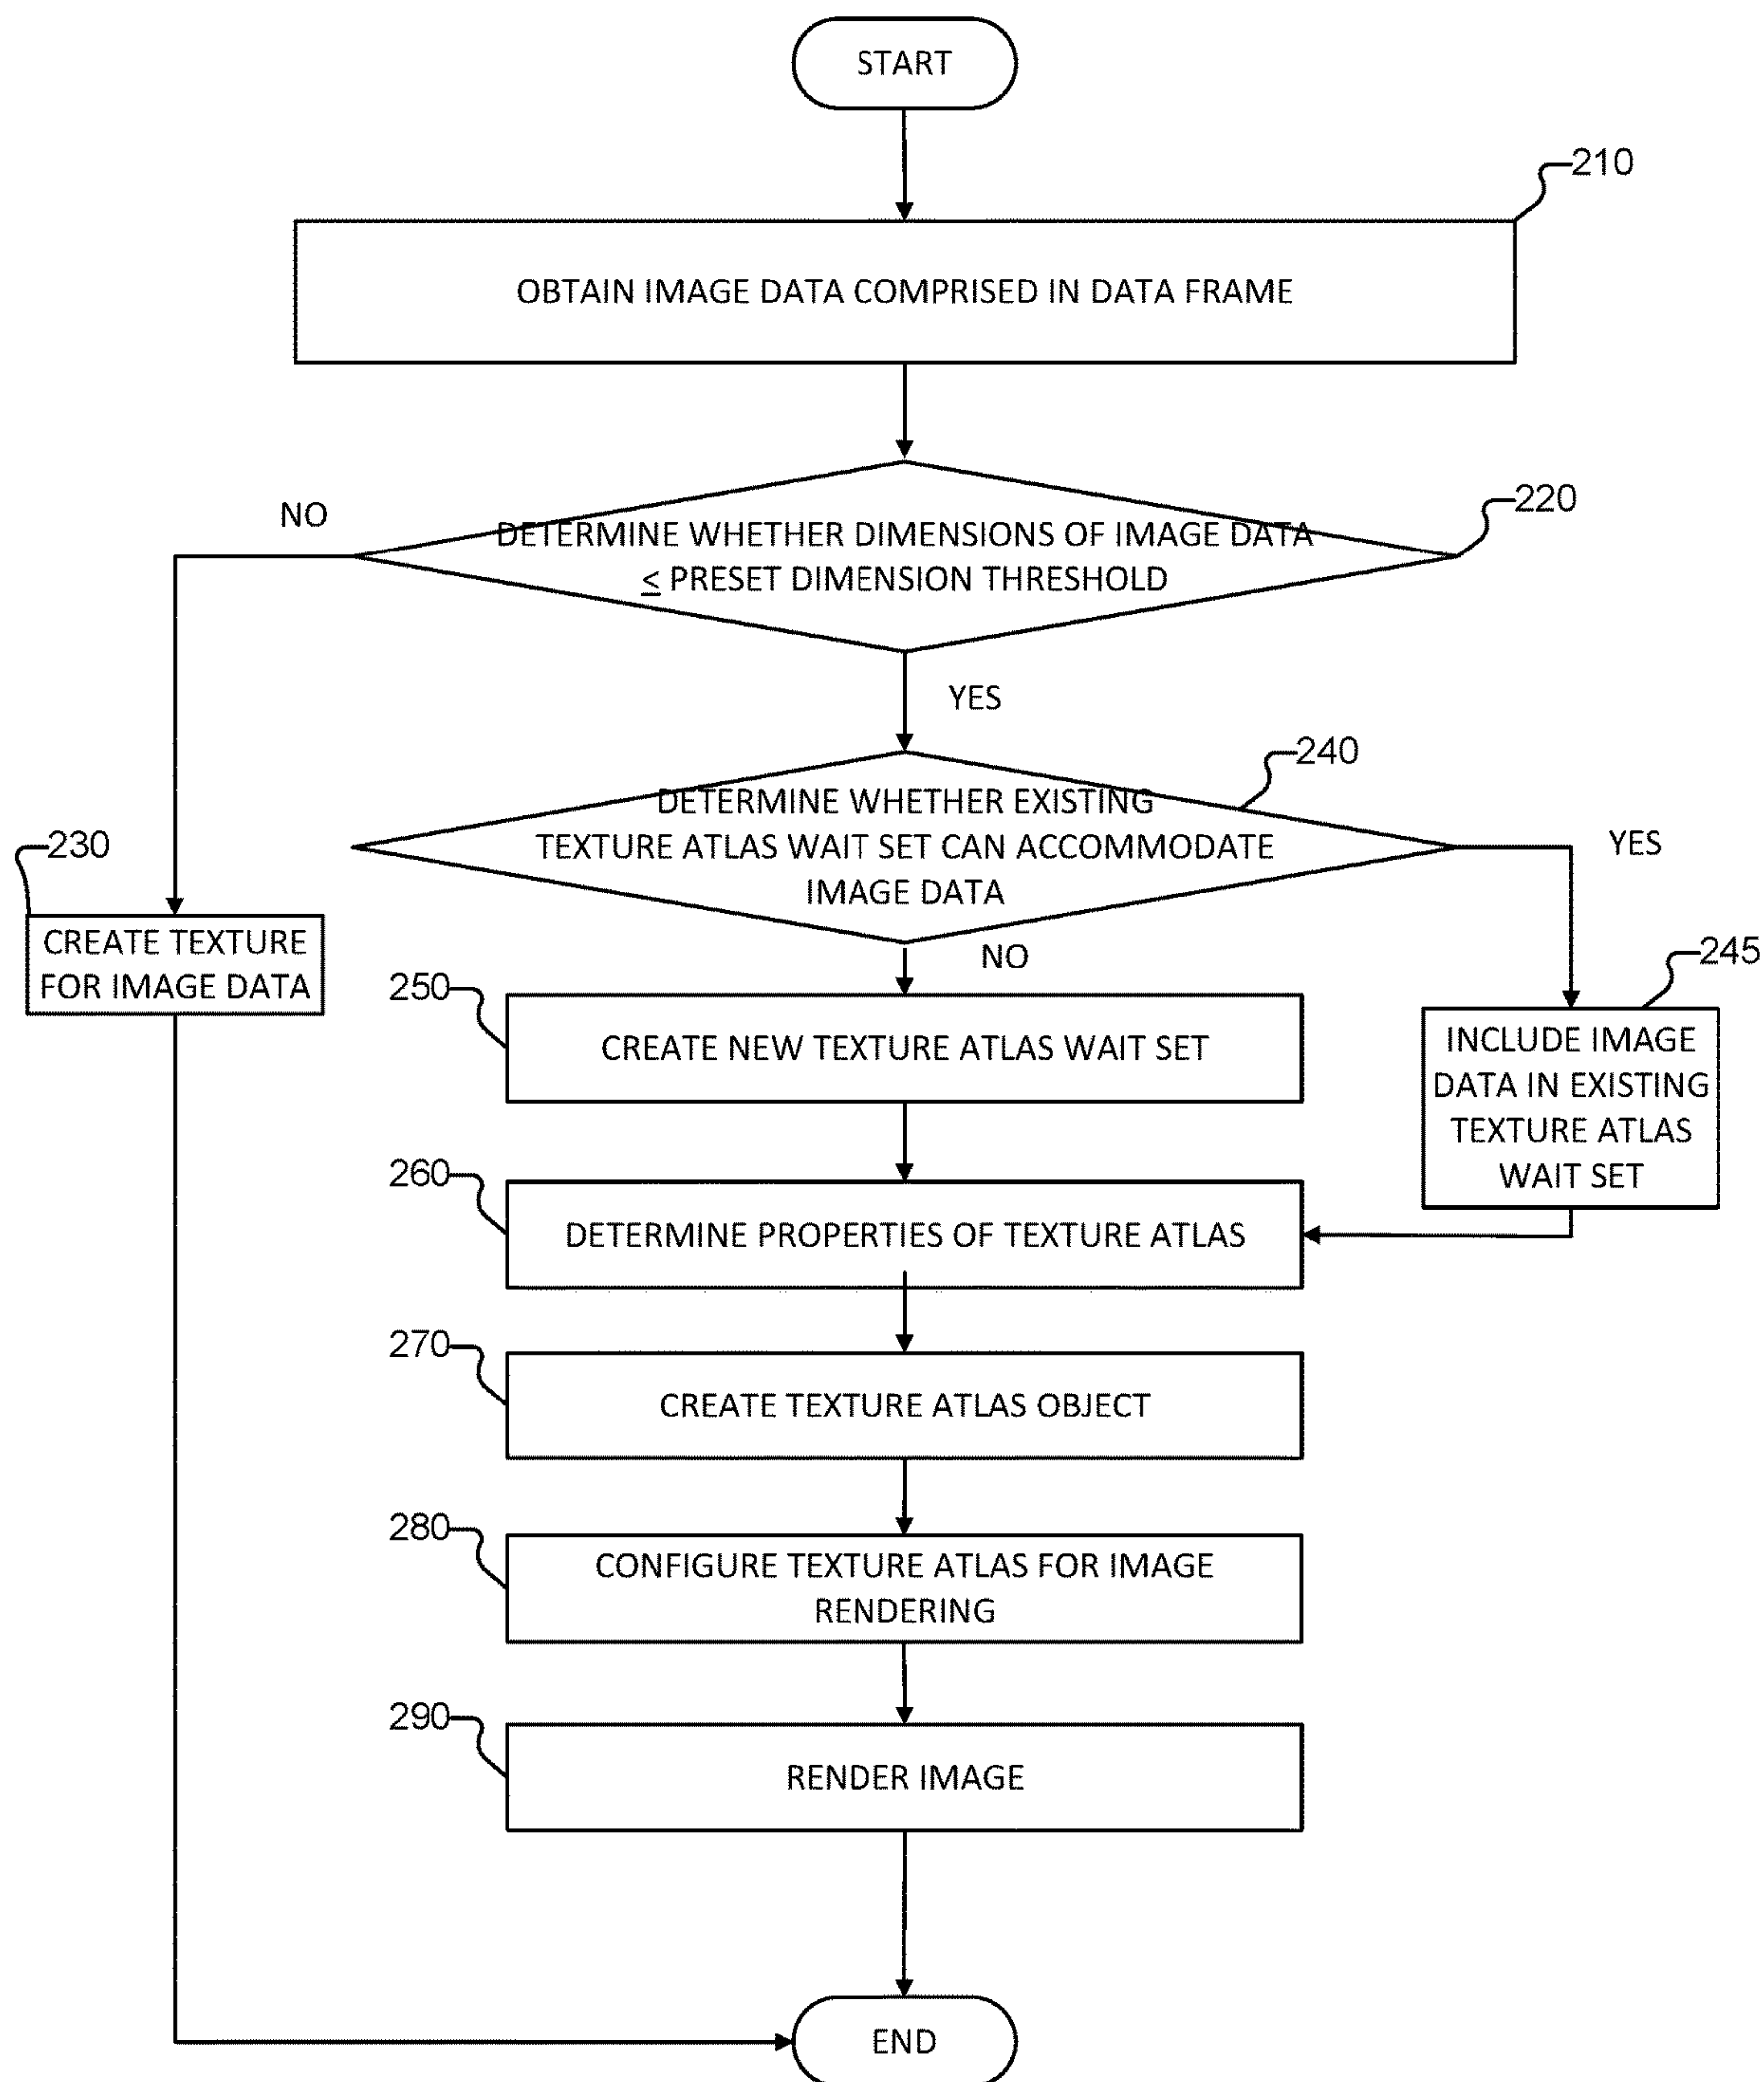 START
210
OBTAIN IMAGE DATA COMPRISED IN DATA FRAME
220
NO
DETERMINE WHETHER DIMENSIONS OF IMAGE DATA
≤ PRESET DIMENSION THRESHOLD
YES
240
DETERMINE WHETHER EXISTING
TEXTURE ATLAS WAIT SET CAN ACCOMMODATE
IMAGE DATA
YES
230
CREATE TEXTURE
FOR IMAGE DATA
NO
245
INCLUDE IMAGE
DATA IN EXISTING
TEXTURE ATLAS
WAIT SET
250
CREATE NEW TEXTURE ATLAS WAIT SET
260
DETERMINE PROPERTIES OF TEXTURE ATLAS
270
CREATE TEXTURE ATLAS OBJECT
280
CONFIGURE TEXTURE ATLAS FOR IMAGE
RENDERING
290
RENDER IMAGE
END